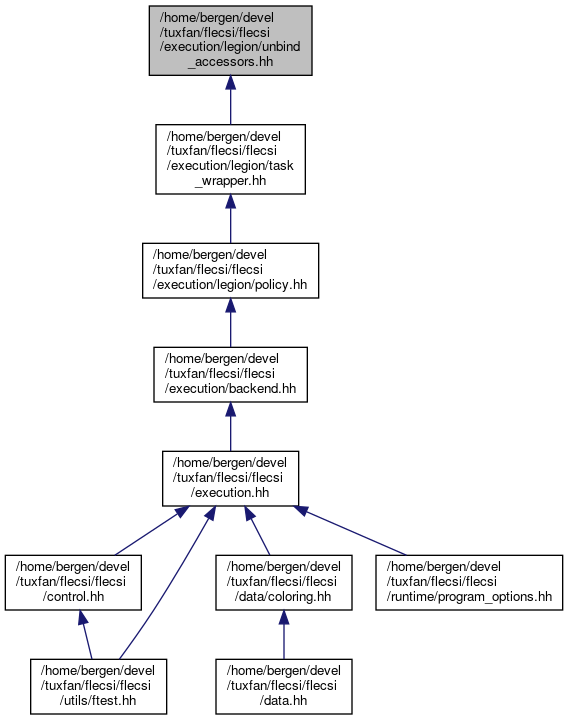 /home/bergen/devel
/tuxfan/flecsi/flecsi
/execution/legion/unbind
_accessors.hh
/home/bergen/devel
/tuxfan/flecsi/flecsi
/execution/legion/task
_wrapper.hh
/home/bergen/devel
/tuxfan/flecsi/flecsi
/execution/legion/policy.hh
/home/bergen/devel
/tuxfan/flecsi/flecsi
/execution/backend.hh
/home/bergen/devel
/tuxfan/flecsi/flecsi
/execution.hh
/home/bergen/devel
/tuxfan/flecsi/flecsi
/control.hh
/home/bergen/devel
/tuxfan/flecsi/flecsi
/data/coloring.hh
/home/bergen/devel
/tuxfan/flecsi/flecsi
/runtime/program_options.hh
/home/bergen/devel
/tuxfan/flecsi/flecsi
/utils/ftest.hh
/home/bergen/devel
/tuxfan/flecsi/flecsi
/data.hh